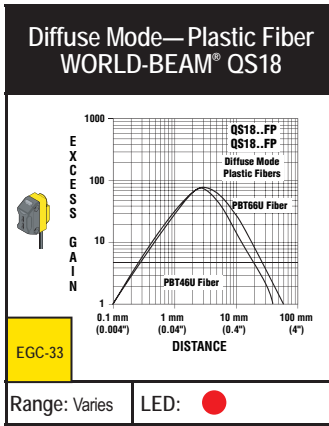 Diffuse Mode—Plastic Fiber
WORLD-BEAM® QS18
EXCESS GAIN
1000
100
10
1
QS18..FP
QS18..FP
Diffuse Mode
Plastic Fibers
PBT66U Fiber
PBT46U Fiber
0.1 mm
(0.004")
1 mm
(0.04")
10 mm
(0.4")
100 mm
(4")
DISTANCE
EGC-33
Range: Varies
LED: